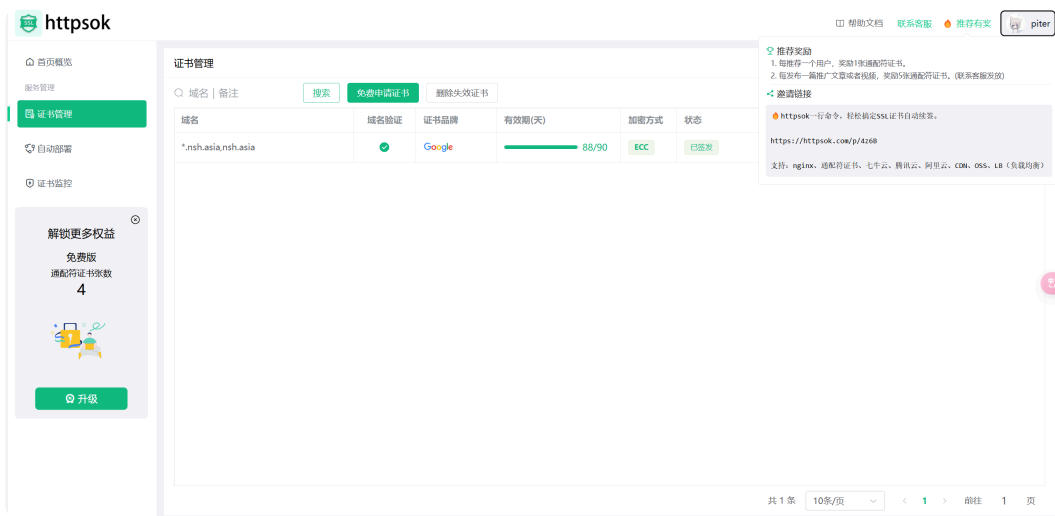 SSL httpsok
帮助文档 联系客服 推荐有奖 piter
首页概览
服务管理
证书管理
自动部署
证书监控
解锁更多权益
免费版
通配符证书张数
4
升级
证书管理
域名 | 备注 搜索 免费申请证书 删除失效证书
域名 域名验证 证书品牌 有效期(天) 加密方式 状态
*.nsh.asia,nsh.asia Google 88/90 ECC 已签发
推荐奖励
1. 每推荐一个用户，奖励1张通配符证书。
2. 每发布一篇推广文章或者视频，奖励5张通配符证书。(联系客服发放)
邀请链接
httpsok一行命令，轻松搞定SSL证书自动续签。
https://httpsok.com/p/4z6B
支持：nginx、通配符证书、七牛云、腾讯云、阿里云、CDN、OSS、LB（负载均衡）
共 1 条 10条/页 1 前往 1 页